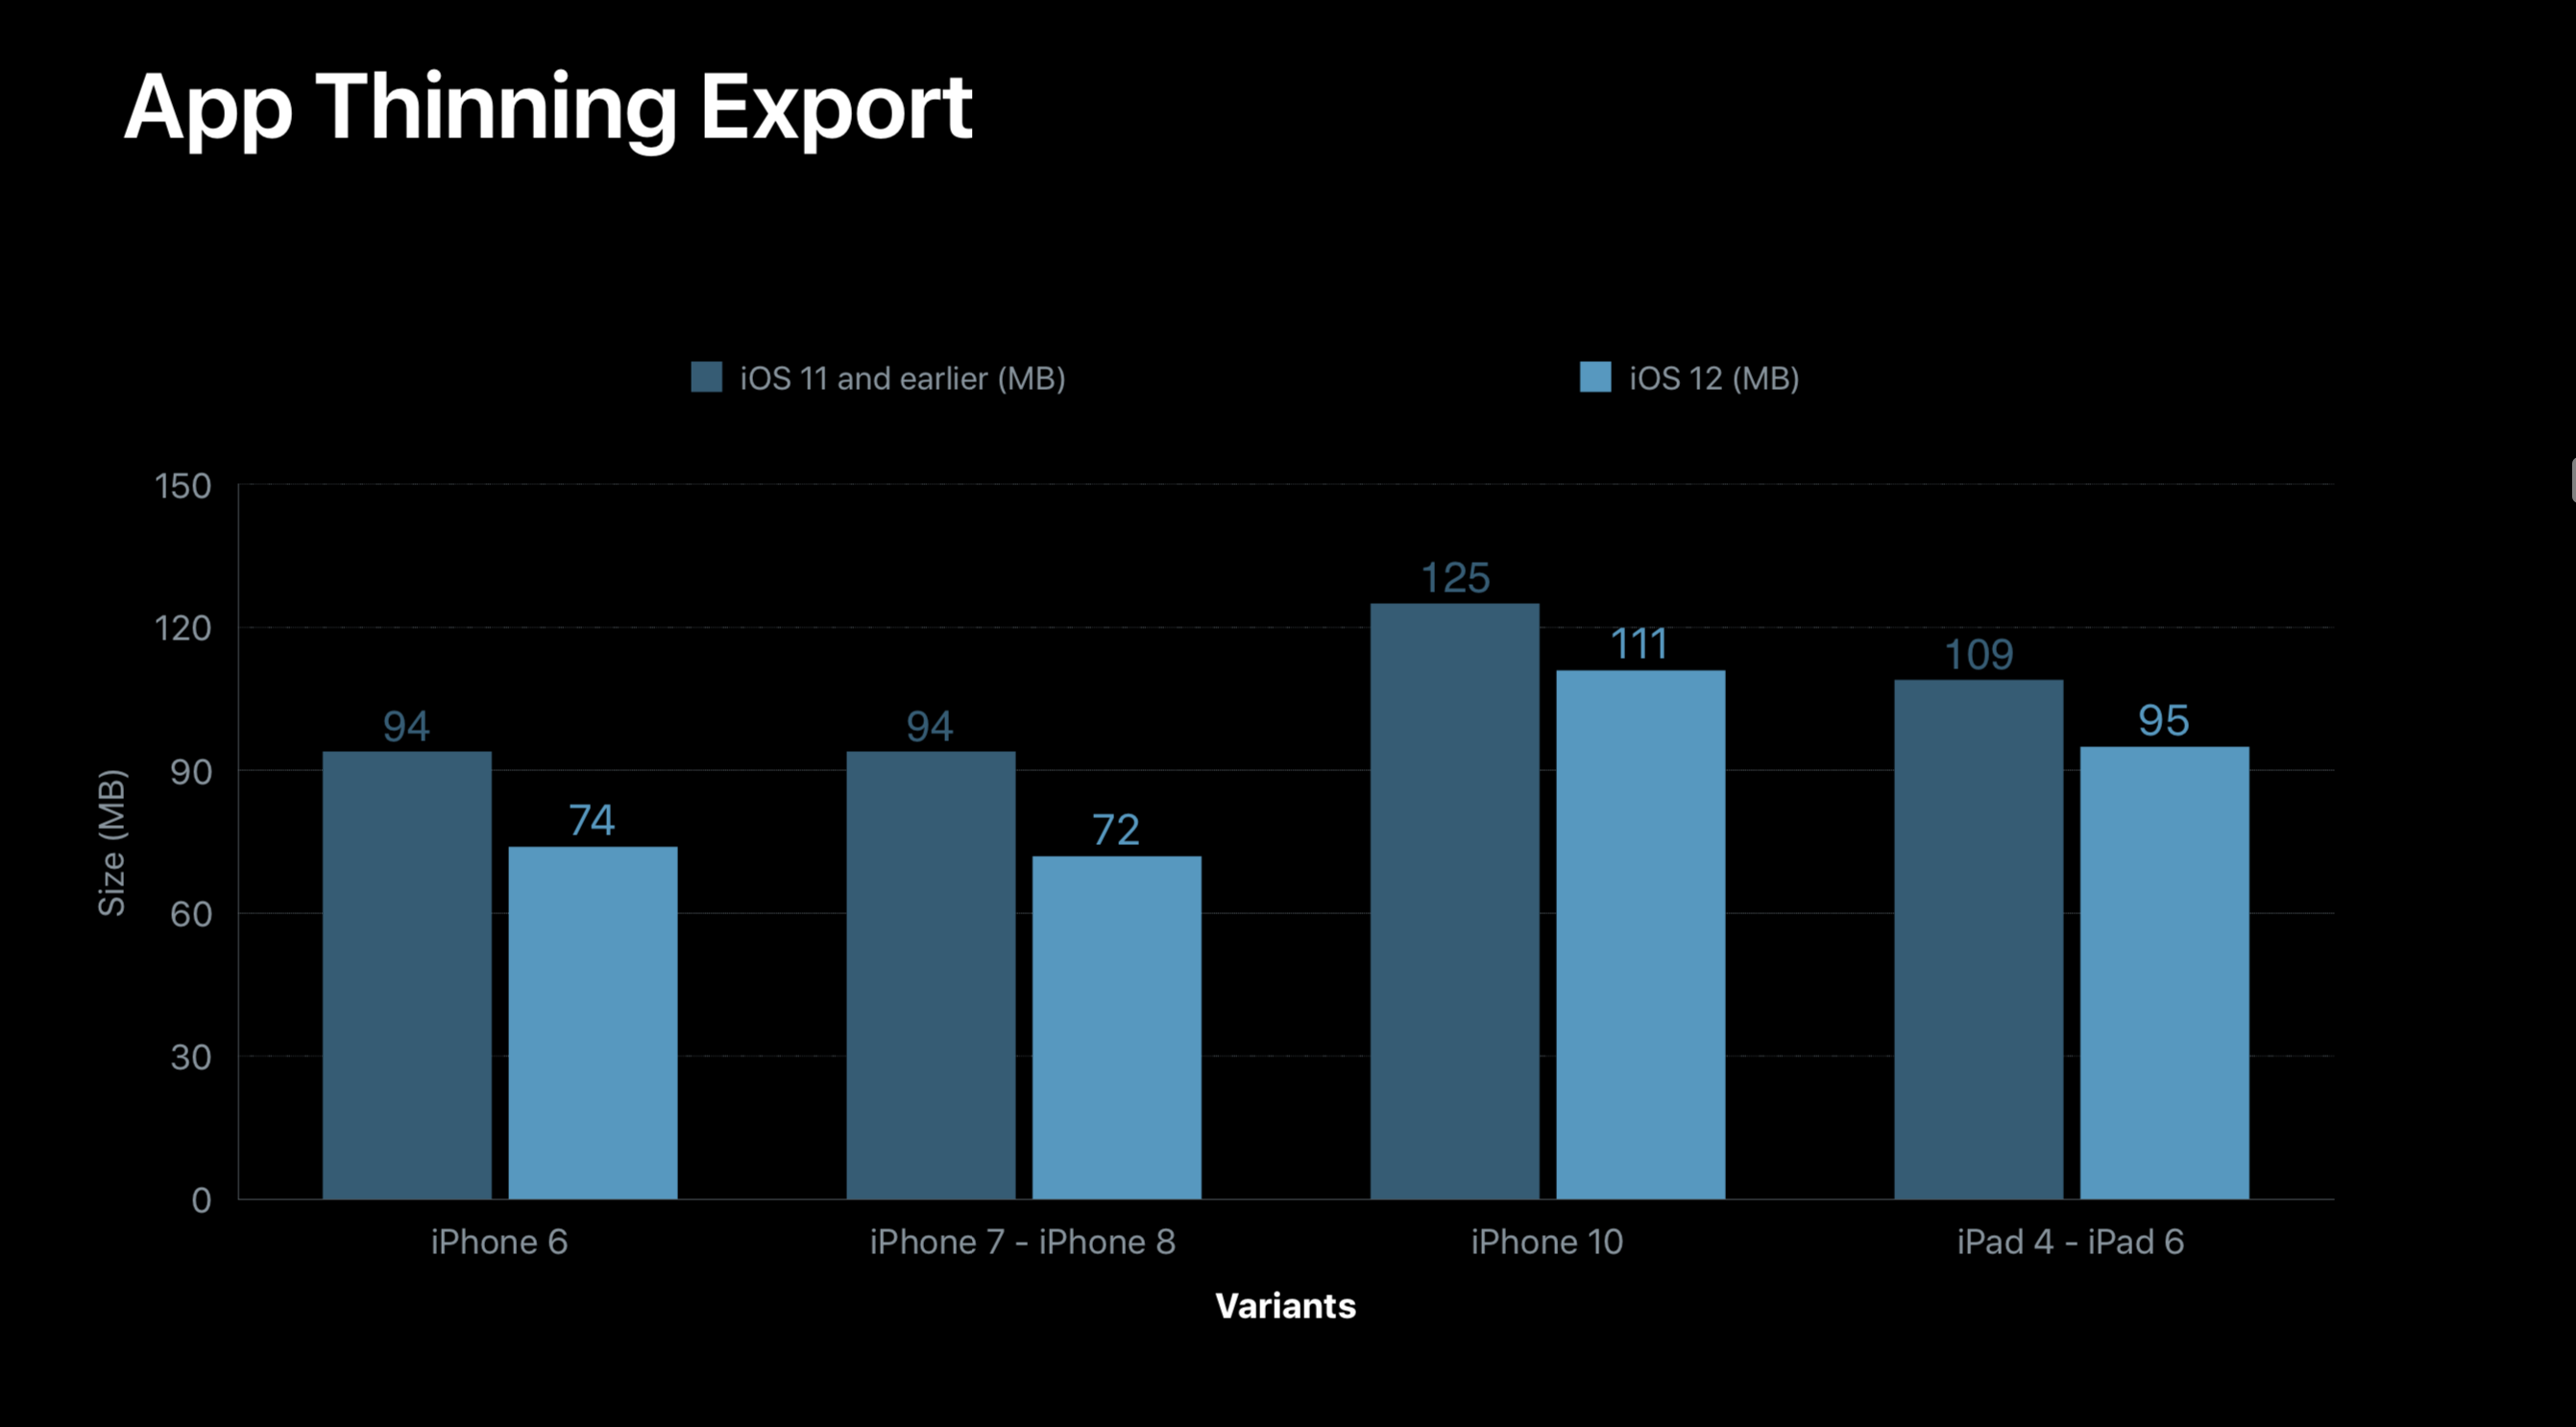 App Thinning Export
iOS 11 and earlier (MB)
iOS 12 (MB)
Size (MB)
150
120
90
60
30
0
94
74
94
72
125
111
109
95
iPhone 6
iPhone 7 - iPhone 8
iPhone 10
iPad 4 - iPad 6
Variants